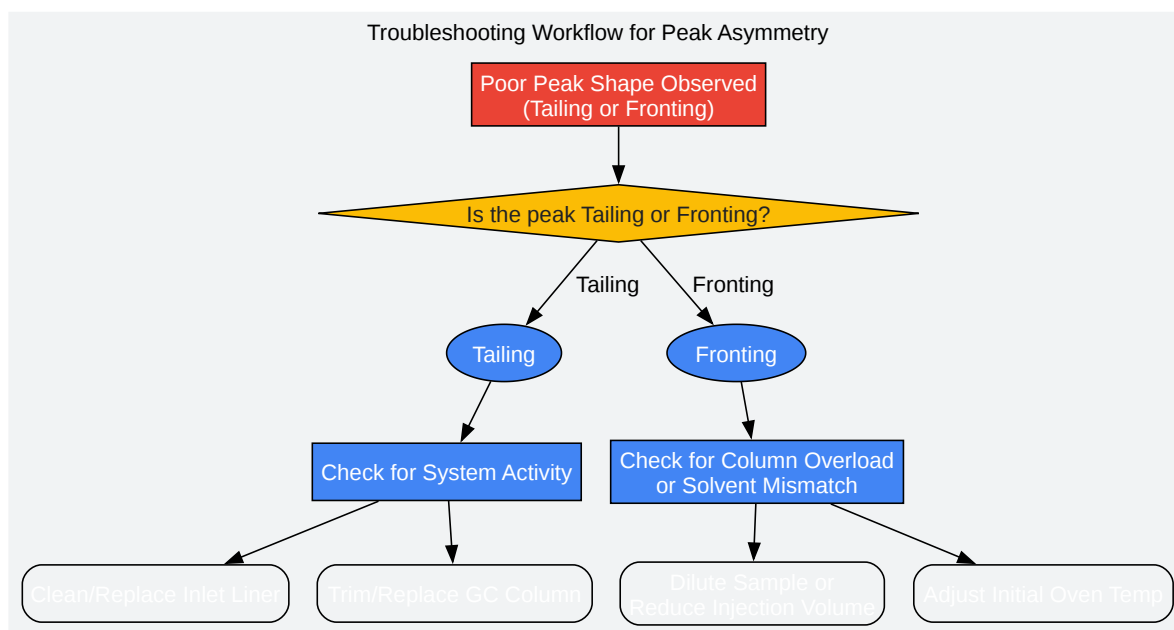 Troubleshooting Workflow for Peak Asymmetry
Poor Peak Shape Observed
(Tailing or Fronting)
Is the peak Tailing or Fronting?
Tailing
Fronting
Tailing
Fronting
Check for System Activity
Check for Column Overload
or Solvent Mismatch
Clean/Replace Inlet Liner
Trim/Replace GC Column
Dilute Sample or
Reduce Injection Volume
Adjust Initial Oven Temp